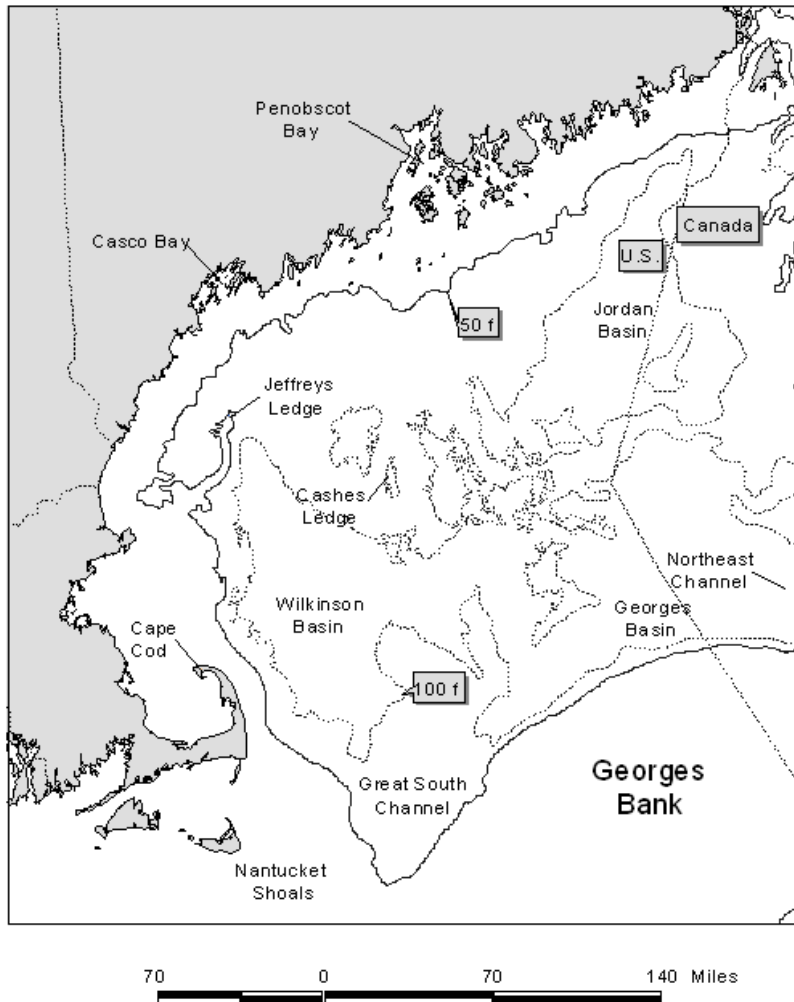 Penobscot
Bay
Canada
Casco Bay
U.S.
Jordan
Basin
50 f
Jeffreys
Ledge
Cashes
Ledge
Northeast
Channel
Wilkinson
Basin
Georges
Basin
Cape
Cod
100 f
Georges
Bank
Great South
Channel
Nantucket
Shoals
70 0 70 140 Miles